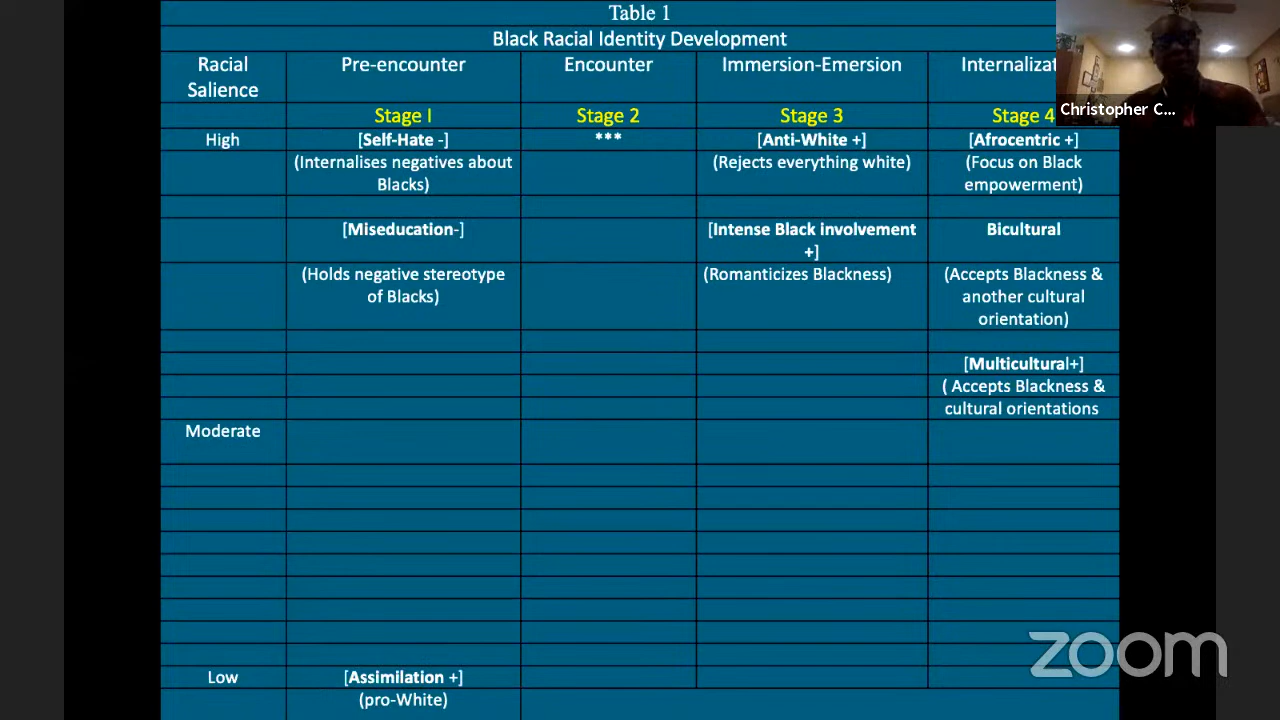 Table 1
Black Racial Identity Development
Racial Salience
Pre-encounter
Encounter
Immersion-Emersion
Internalizat
Stage I
Stage 2
Stage 3
Stage 4
High
[Self-Hate -]
***
[Anti-White +]
[Afrocentric +]
(Internalises negatives about
Blacks)
(Rejects everything white)
(Focus on Black
empowerment)
[Miseducation-]
[Intense Black involvement
+]
Bicultural
(Holds negative stereotype
of Blacks)
(Romanticizes Blackness)
(Accepts Blackness &
another cultural
orientation)
[Multicultural+]
( Accepts Blackness &
cultural orientations
Moderate
Low
[Assimilation +]
(pro-White)
Christopher C...
zoom